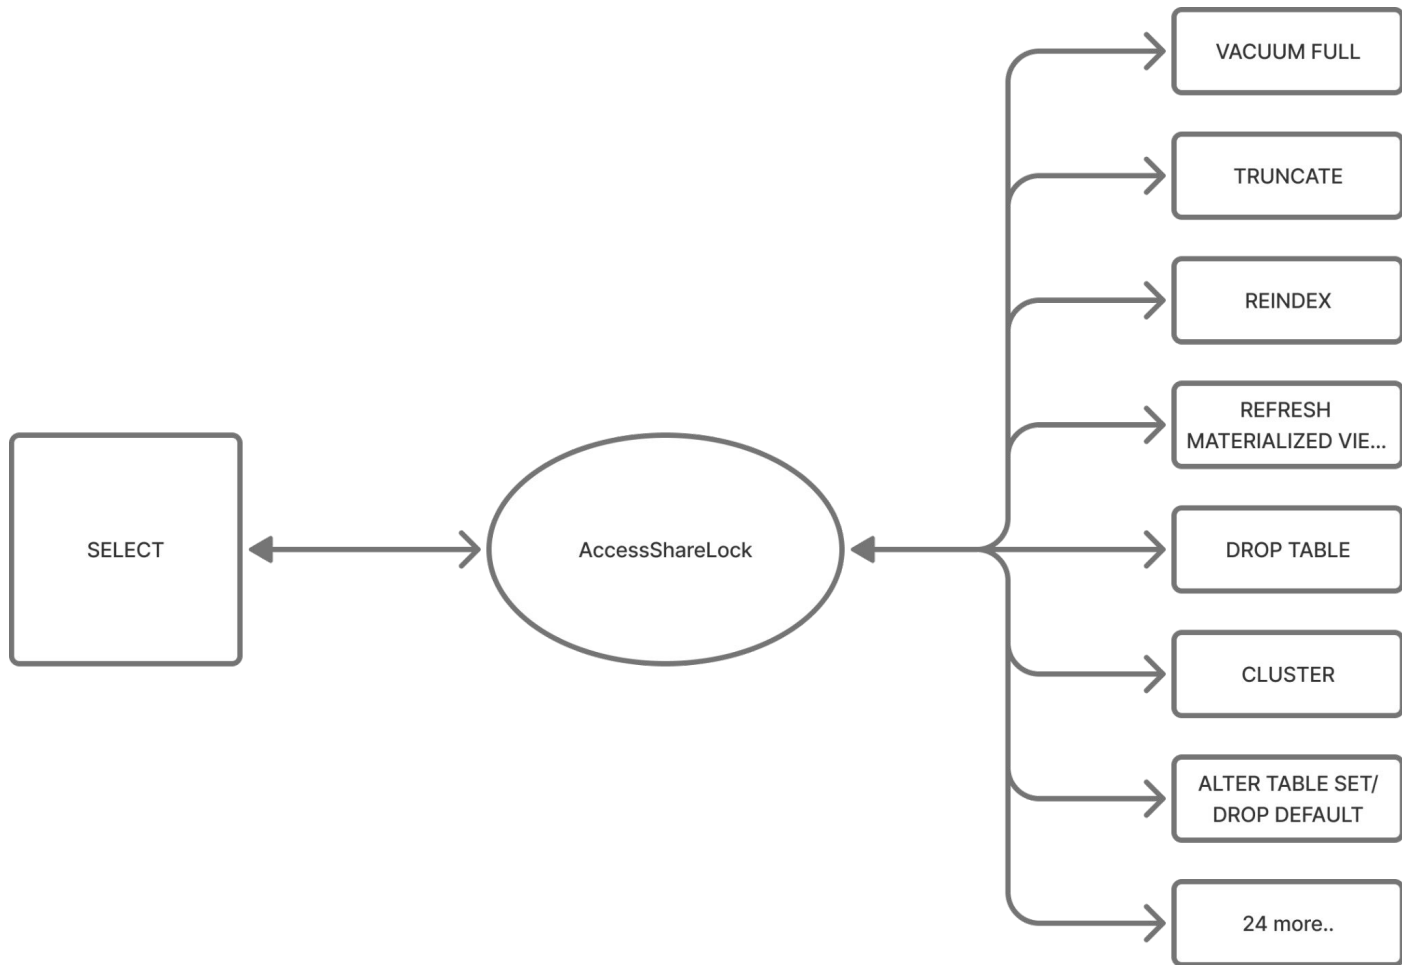 VACUUM FULL
TRUNCATE
REINDEX
REFRESH
MATERIALIZED VIE...
SELECT
AccessShareLock
DROP TABLE
CLUSTER
ALTER TABLE SET/
DROP DEFAULT
24 more..